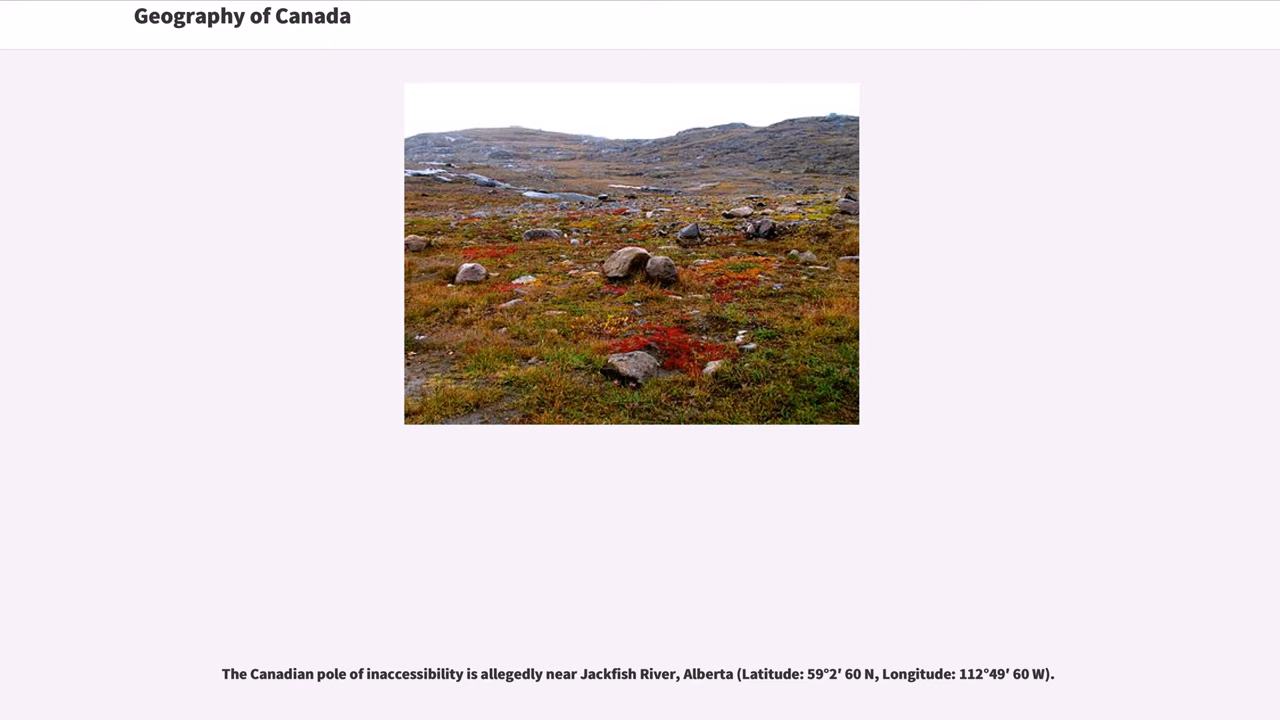 Geography of Canada
The Canadian pole of inaccessibility is allegedly near Jackfish River, Alberta (Latitude: 59°2′ 60 N, Longitude: 112°49′ 60 W).